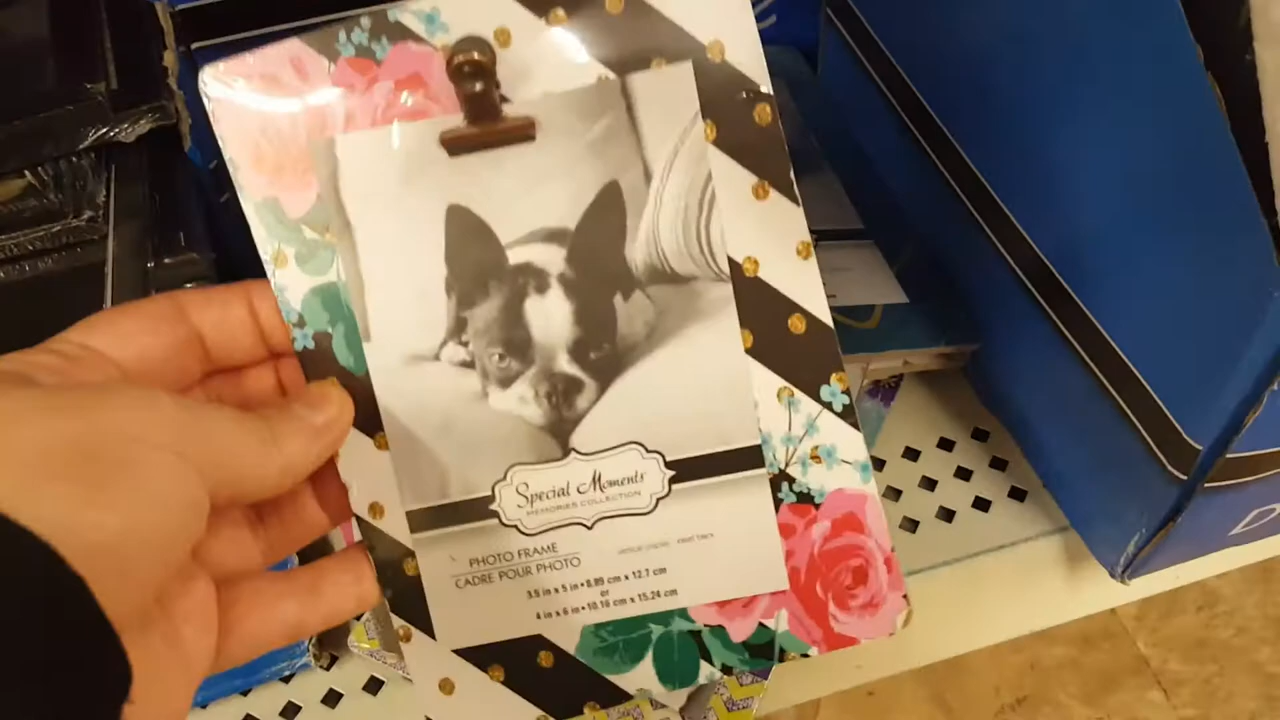 Special Moments
MEMORIES COLLECTION
PHOTO FRAME
CADRE POUR PHOTO
3.5 in x 5 in • 8.89 cm x 12.7 cm
or
4 in x 6 in • 10.16 cm x 15.24 cm